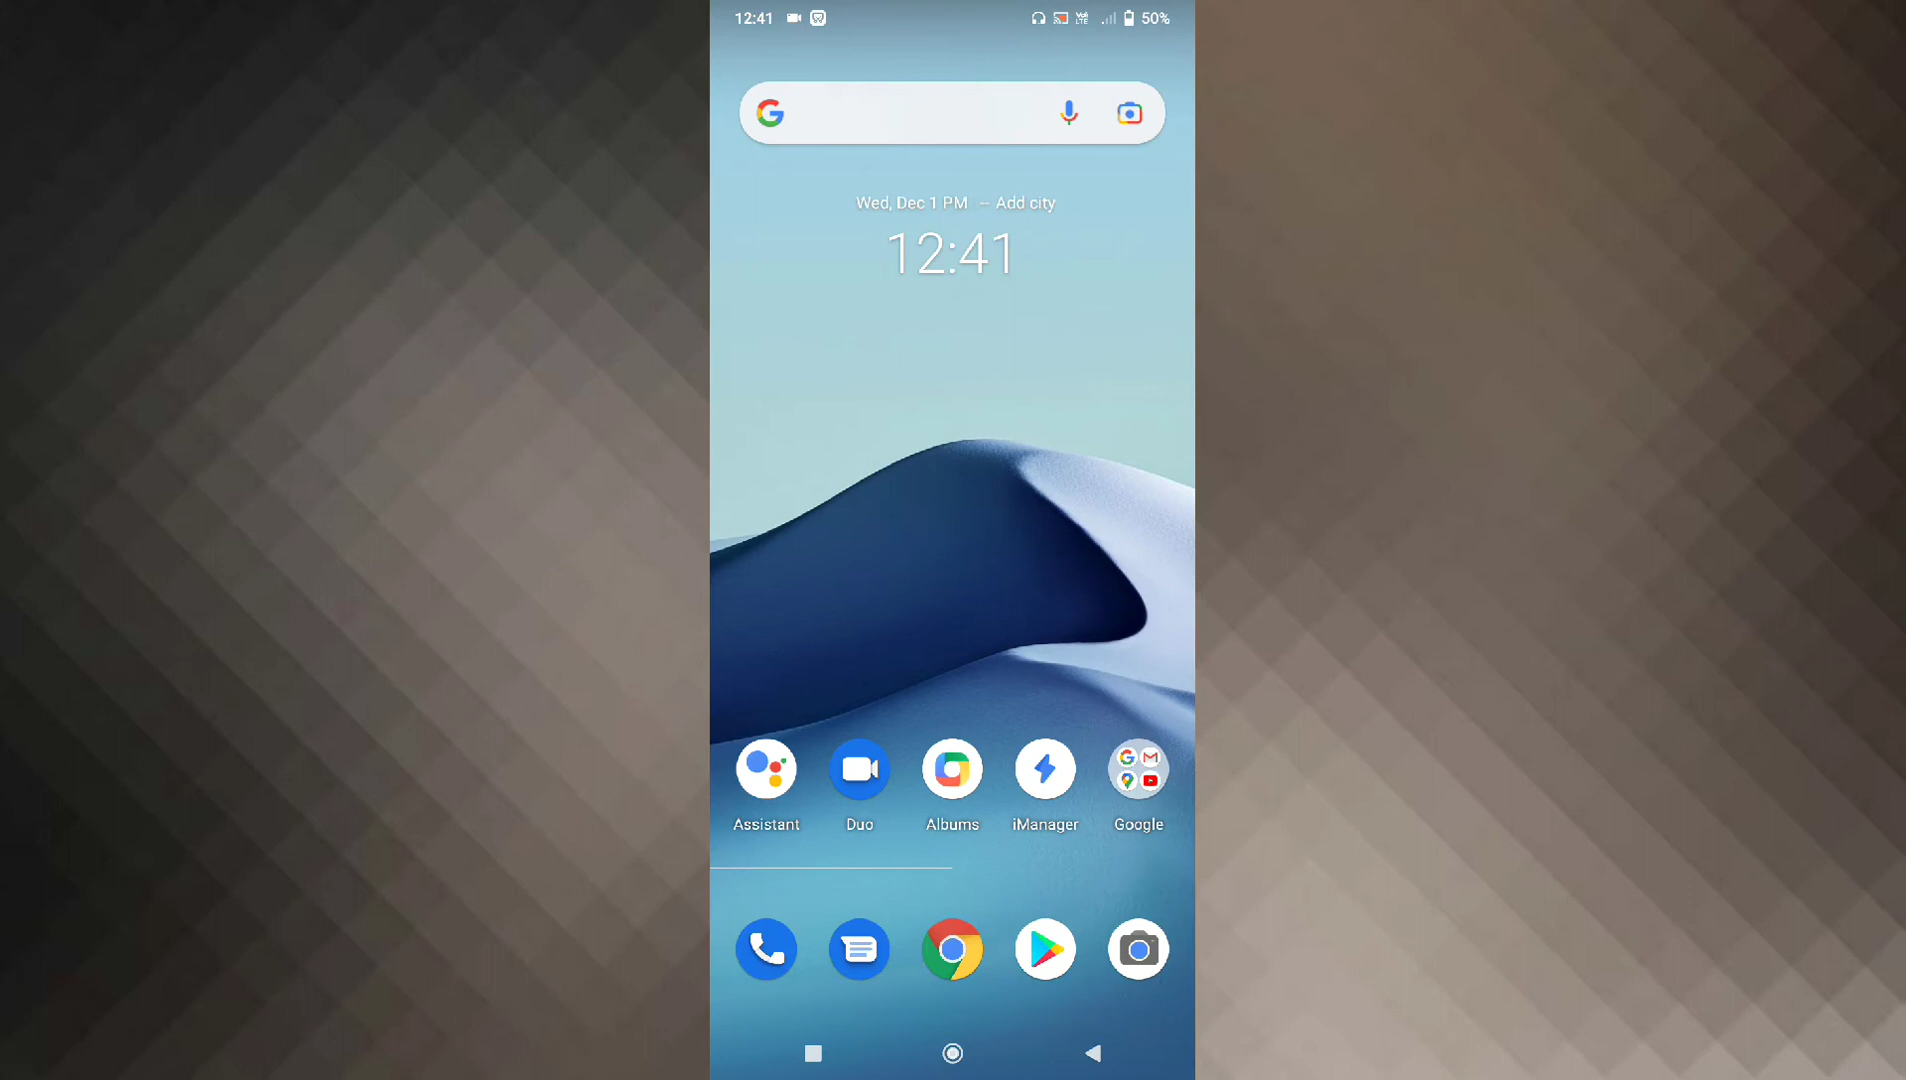 12:41 50%
Wed, Dec 1 PM -- Add city
12:41
Assistant Duo Albums iManager Google